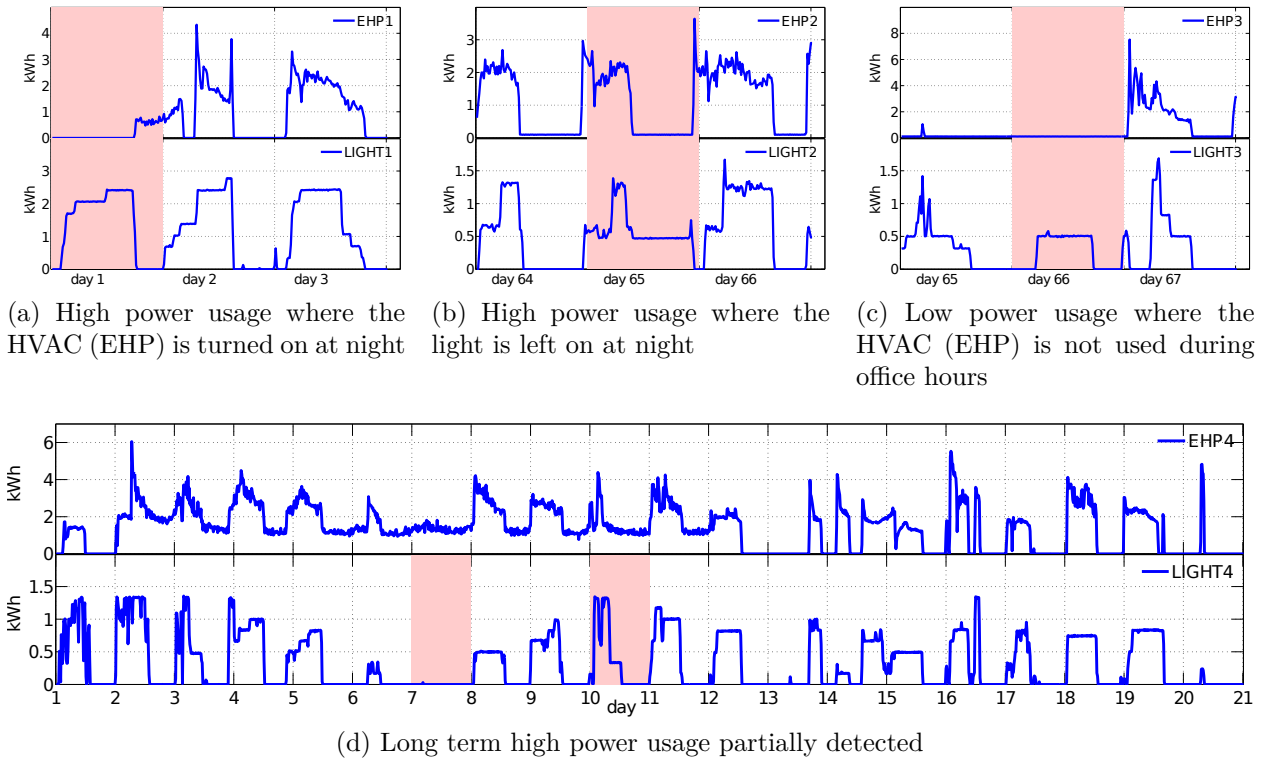 EHP1
4
3
2
1
0
kWh
LIGHT1
3
2
1
0
kWh
day 1 day 2 day 3
EHP2
3
2
1
0
kWh
LIGHT2
1.5
1
0.5
0
kWh
day 64 day 65 day 66
EHP3
8
6
4
2
0
kWh
LIGHT3
1.5
1
0.5
0
kWh
day 65 day 66 day 67
(a) High power usage where the
HVAC (EHP) is turned on at night
(b) High power usage where the
light is left on at night
(c) Low power usage where the
HVAC (EHP) is not used during
office hours
EHP4
6
4
2
0
kWh
LIGHT4
1.5
1
0.5
0
kWh
1 2 3 4 5 6 7 8 9 10 11 12 13 14 15 16 17 18 19 20 21
day
(d) Long term high power usage partially detected